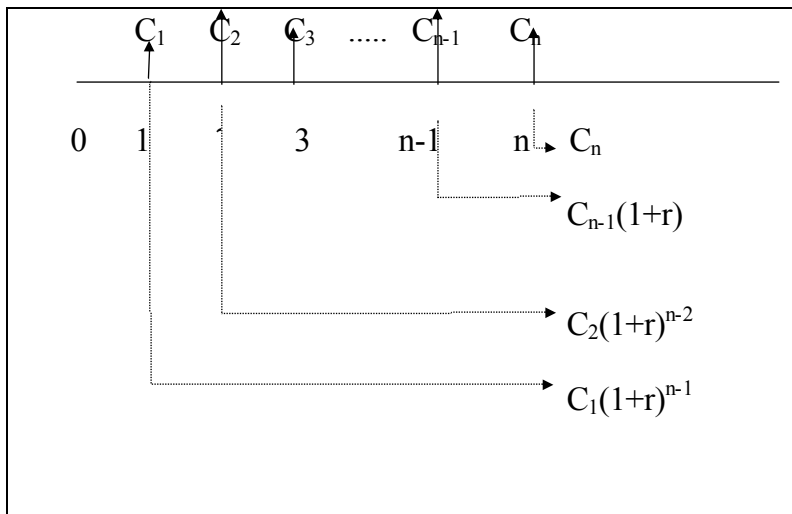 C₁ C₂ C₃ ..... Cₙ₋₁ Cₙ
0 1 3 n-1 n Cₙ
Cₙ₋₁(1+r)
C₂(1+r)ⁿ⁻²
C₁(1+r)ⁿ⁻¹